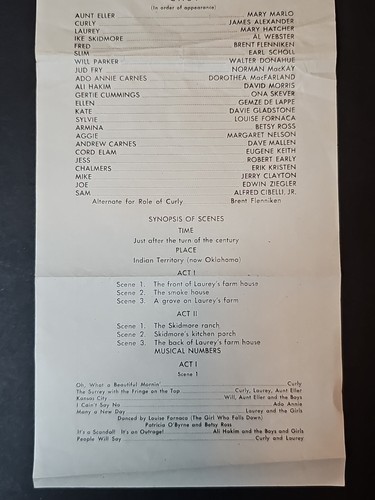 (In order of appearance)
AUNT ELLER MARY MARLO
CURLY JAMES ALEXANDER
LAUREY MARY HATCHER
IKE SKIDMORE AL WEBSTER
FRED BRENT FLENNIKEN
SLIM EARL SCHOLL
WILL PARKER WALTER DONAHUE
JUD FRY NORMAN MacKAY
ADO ANNIE CARNES DOROTHEA MacFARLAND
ALI HAKIM DAVID MORRIS
GERTIE CUMMINGS ONA SKEVER
ELLEN GEMZE DE LAPPE
KATE DAVIE GLADSTONE
SYLVIE LOUISE FORNACA
ARMINA BETSY ROSS
AGGIE MARGARET NELSON
ANDREW CARNES DAVE MALLEN
CORD ELAM EUGENE KEITH
JESS ROBERT EARLY
CHALMERS ERIK KRISTEN
MIKE JERRY CLAYTON
JOE EDWIN ZIEGLER
SAM ALFRED CIBELLI, JR.
Alternate for Role of Curly Brent Flenniken
SYNOPSIS OF SCENES
TIME
Just after the turn of the century
PLACE
Indian Territory (now Oklahoma)
ACT I
Scene 1. The front of Laurey's farm house
Scene 2. The smoke house
Scene 3. A grove on Laurey's farm
ACT II
Scene 1. The Skidmore ranch
Scene 2. Skidmore's kitchen porch
Scene 3. The back of Laurey's farm house
MUSICAL NUMBERS
ACT I
Scene 1
Oh, What a Beautiful Mornin' Curly
The Surrey with the Fringe on the Top Curly, Laurey, Aunt Eller
Kansas City Will, Aunt Eller and the Boys
I Cain't Say No Ado Annie
Many a New Day Laurey and the Girls
Danced by Louise Fornaca (The Girl Who Falls Down)
Patricia O'Byrne and Betsy Ross
It's a Scandal! It's an Outrage! Ali Hakim and the Boys and Girls
People Will Say Curly and Laurey